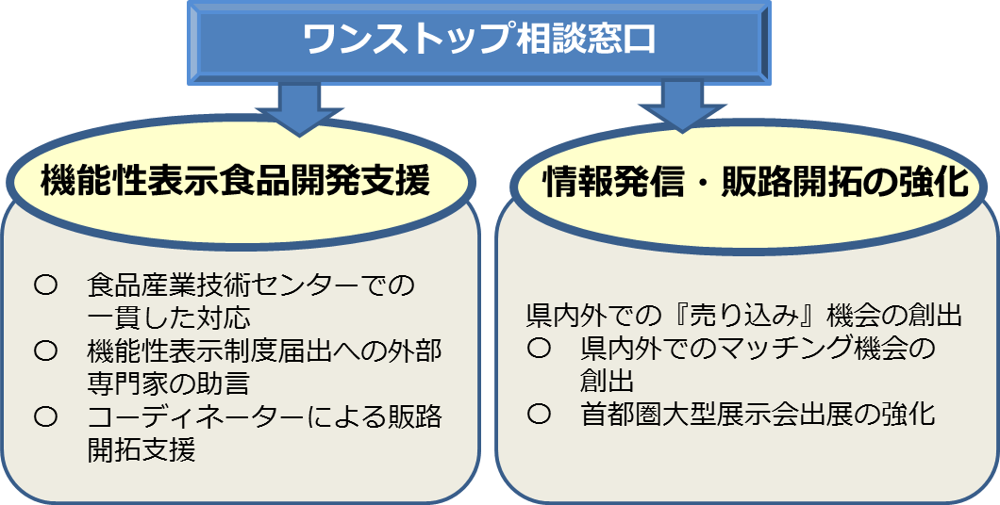 ワンストップ相談窓口
機能性表示食品開発支援
〇 食品産業技術センターでの
一貫した対応
〇 機能性表示制度届出への外部
専門家の助言
〇 コーディネーターによる販路
開拓支援
情報発信・販路開拓の強化
県内外での『売り込み』機会の創出
〇 県内外でのマッチング機会の
創出
〇 首都圏大型展示会出展の強化